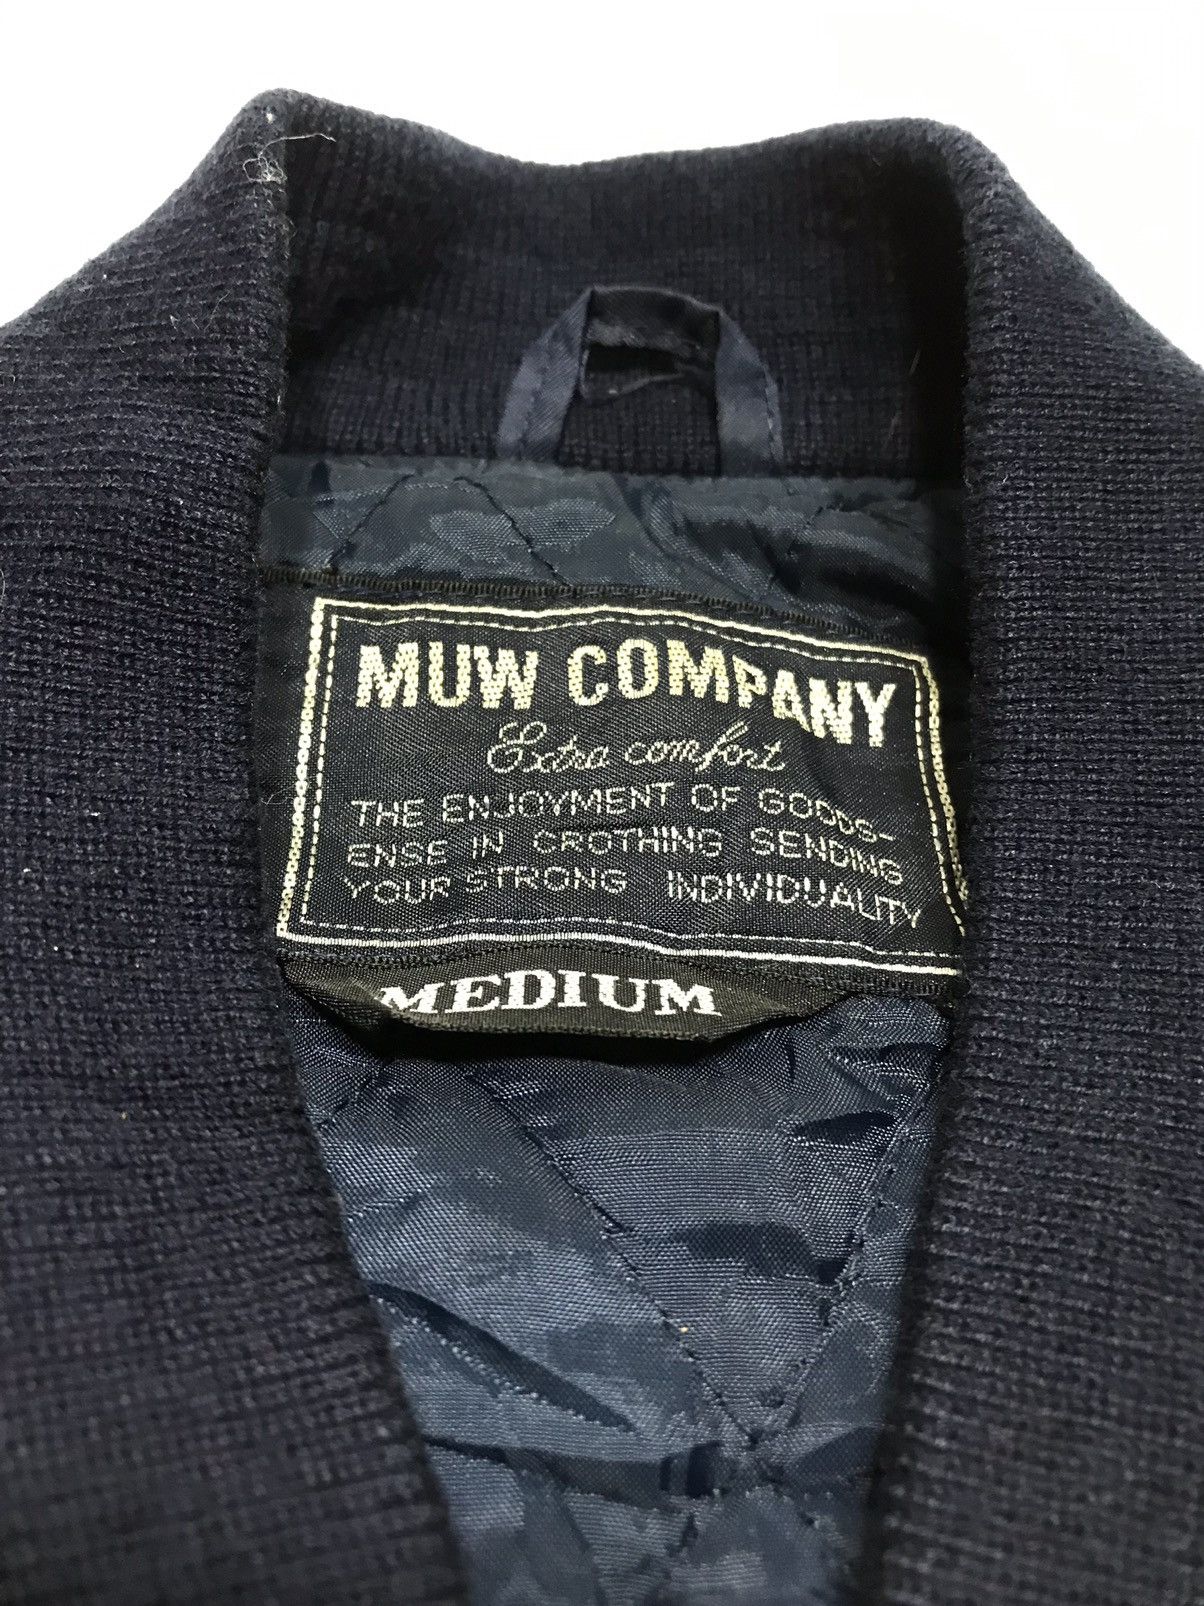 MUW COMPANY
Extra comfort
THE ENJOYMENT OF GOODS-
ENSE IN CROTHING SENDING
YOUR STRONG INDIVIDUALITY
MEDIUM